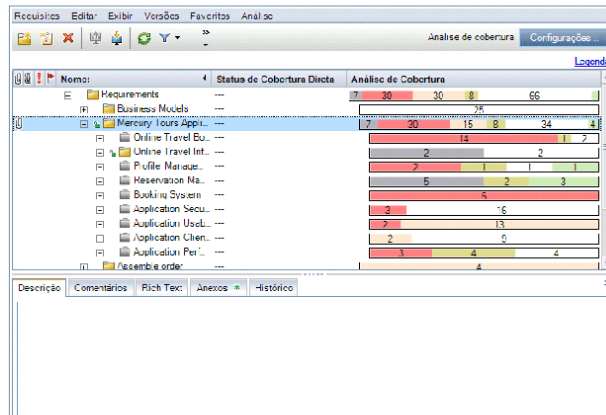 Requisitos Editar Exibir Versões Favoritos Análise
Análise de cobertura Configurações...
Legenda
Nome: Status de Cobertura Directa Análise de Cobertura
Requirements --- 7 30 30 8 66
Business Models --- 25
Mercury Tours Appli... --- 7 30 15 8 34 4
Online Travel Bo... --- 14 1 2
Online Travel Inf... --- 2 2
Profile Manage... --- 2 1 1 1
Reservation Ma... --- 5 2 3
Booking System --- 6
Application Secu... --- 3 16
Application Usab... --- 2 13
Application Clien... --- 2 9
Application Perf... --- 3 4 4
Assemble order --- 4
Descrição Comentários Rich Text Anexos * Histórico